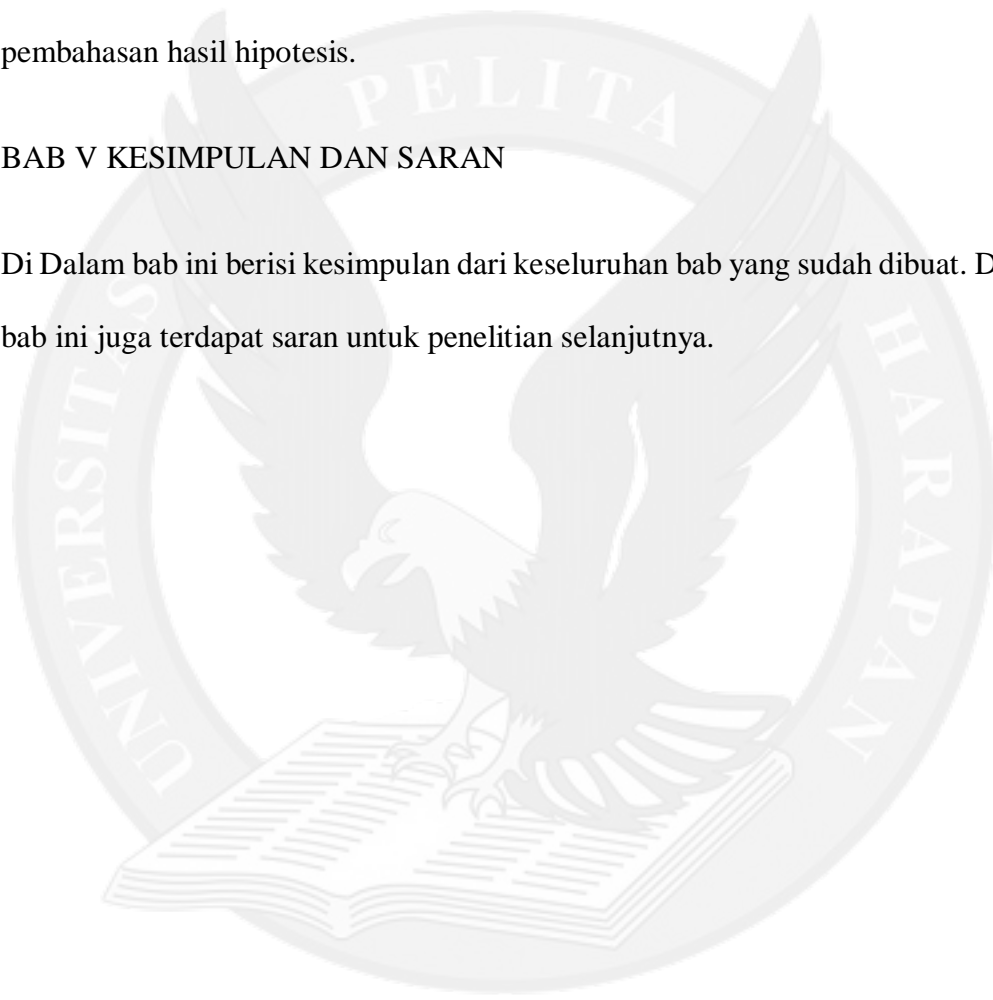 pembahasan hasil hipotesis.
BAB V KESIMPULAN DAN SARAN
Di Dalam bab ini berisi kesimpulan dari keseluruhan bab yang sudah dibuat. D
bab ini juga terdapat saran untuk penelitian selanjutnya.
UNIVERSITAS PELITA HARAPAN